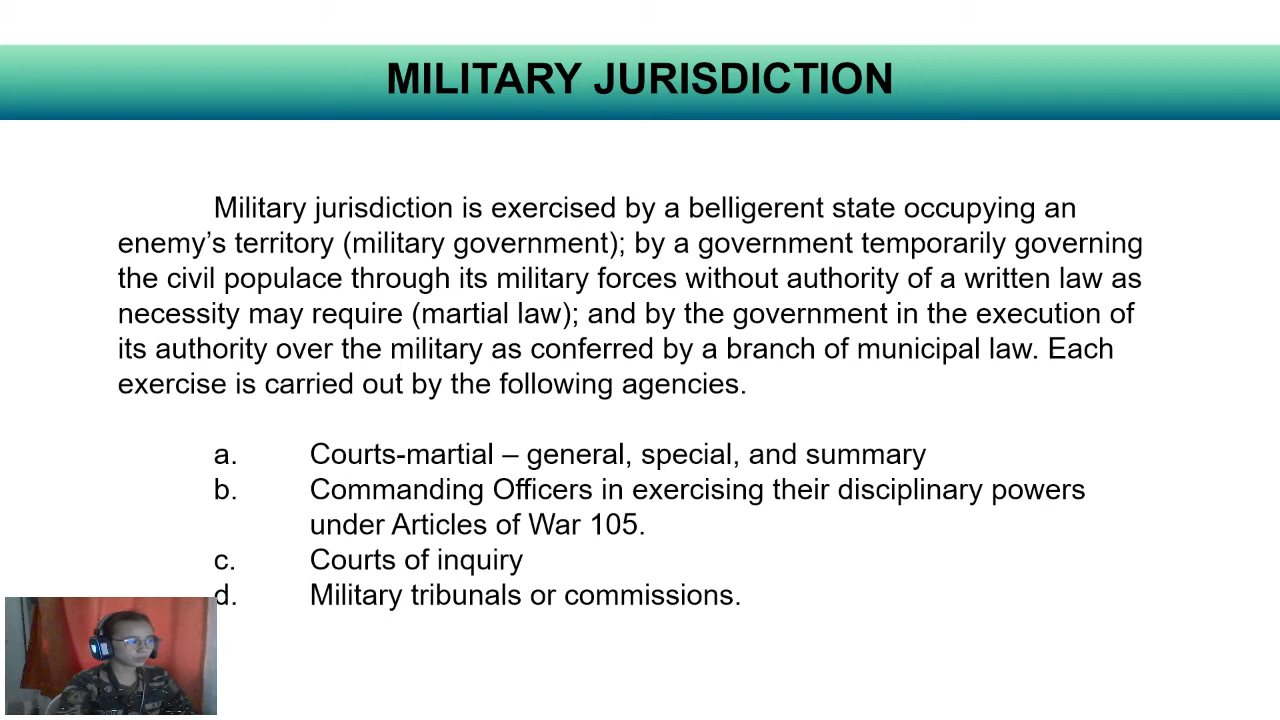 MILITARY JURISDICTION
Military jurisdiction is exercised by a belligerent state occupying an
enemy’s territory (military government); by a government temporarily governing
the civil populace through its military forces without authority of a written law as
necessity may require (martial law); and by the government in the execution of
its authority over the military as conferred by a branch of municipal law. Each
exercise is carried out by the following agencies.
a. Courts-martial – general, special, and summary
b. Commanding Officers in exercising their disciplinary powers
under Articles of War 105.
c. Courts of inquiry
d. Military tribunals or commissions.